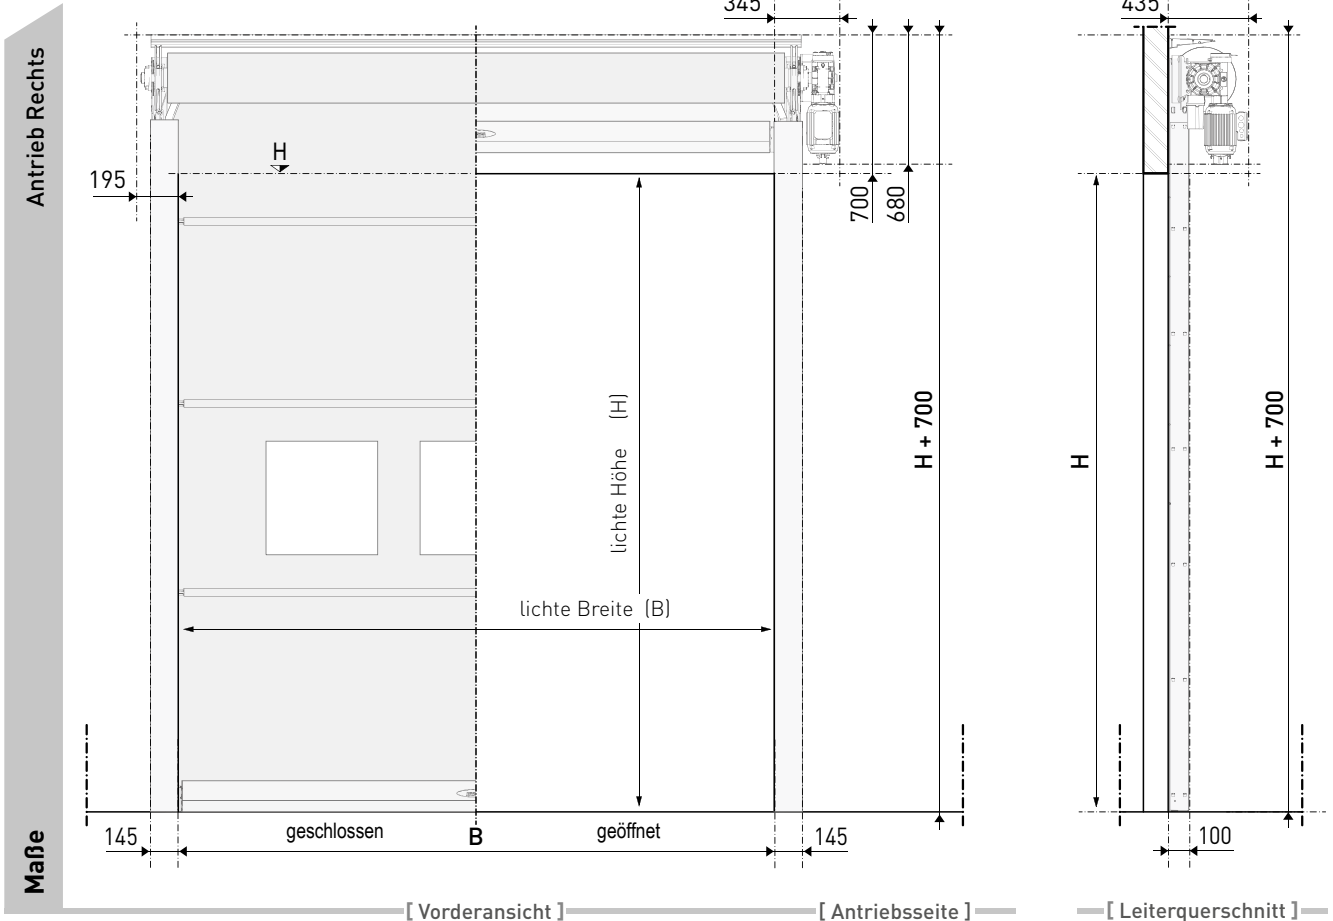 345
435
Antrieb Rechts
H
195
700
680
lichte Höhe (H)
H + 700
H
H + 700
lichte Breite (B)
Maße
145
geschlossen
B
geöffnet
145
100
[ Vorderansicht ]
[ Antriebsseite ]
[ Leiterquerschnitt ]